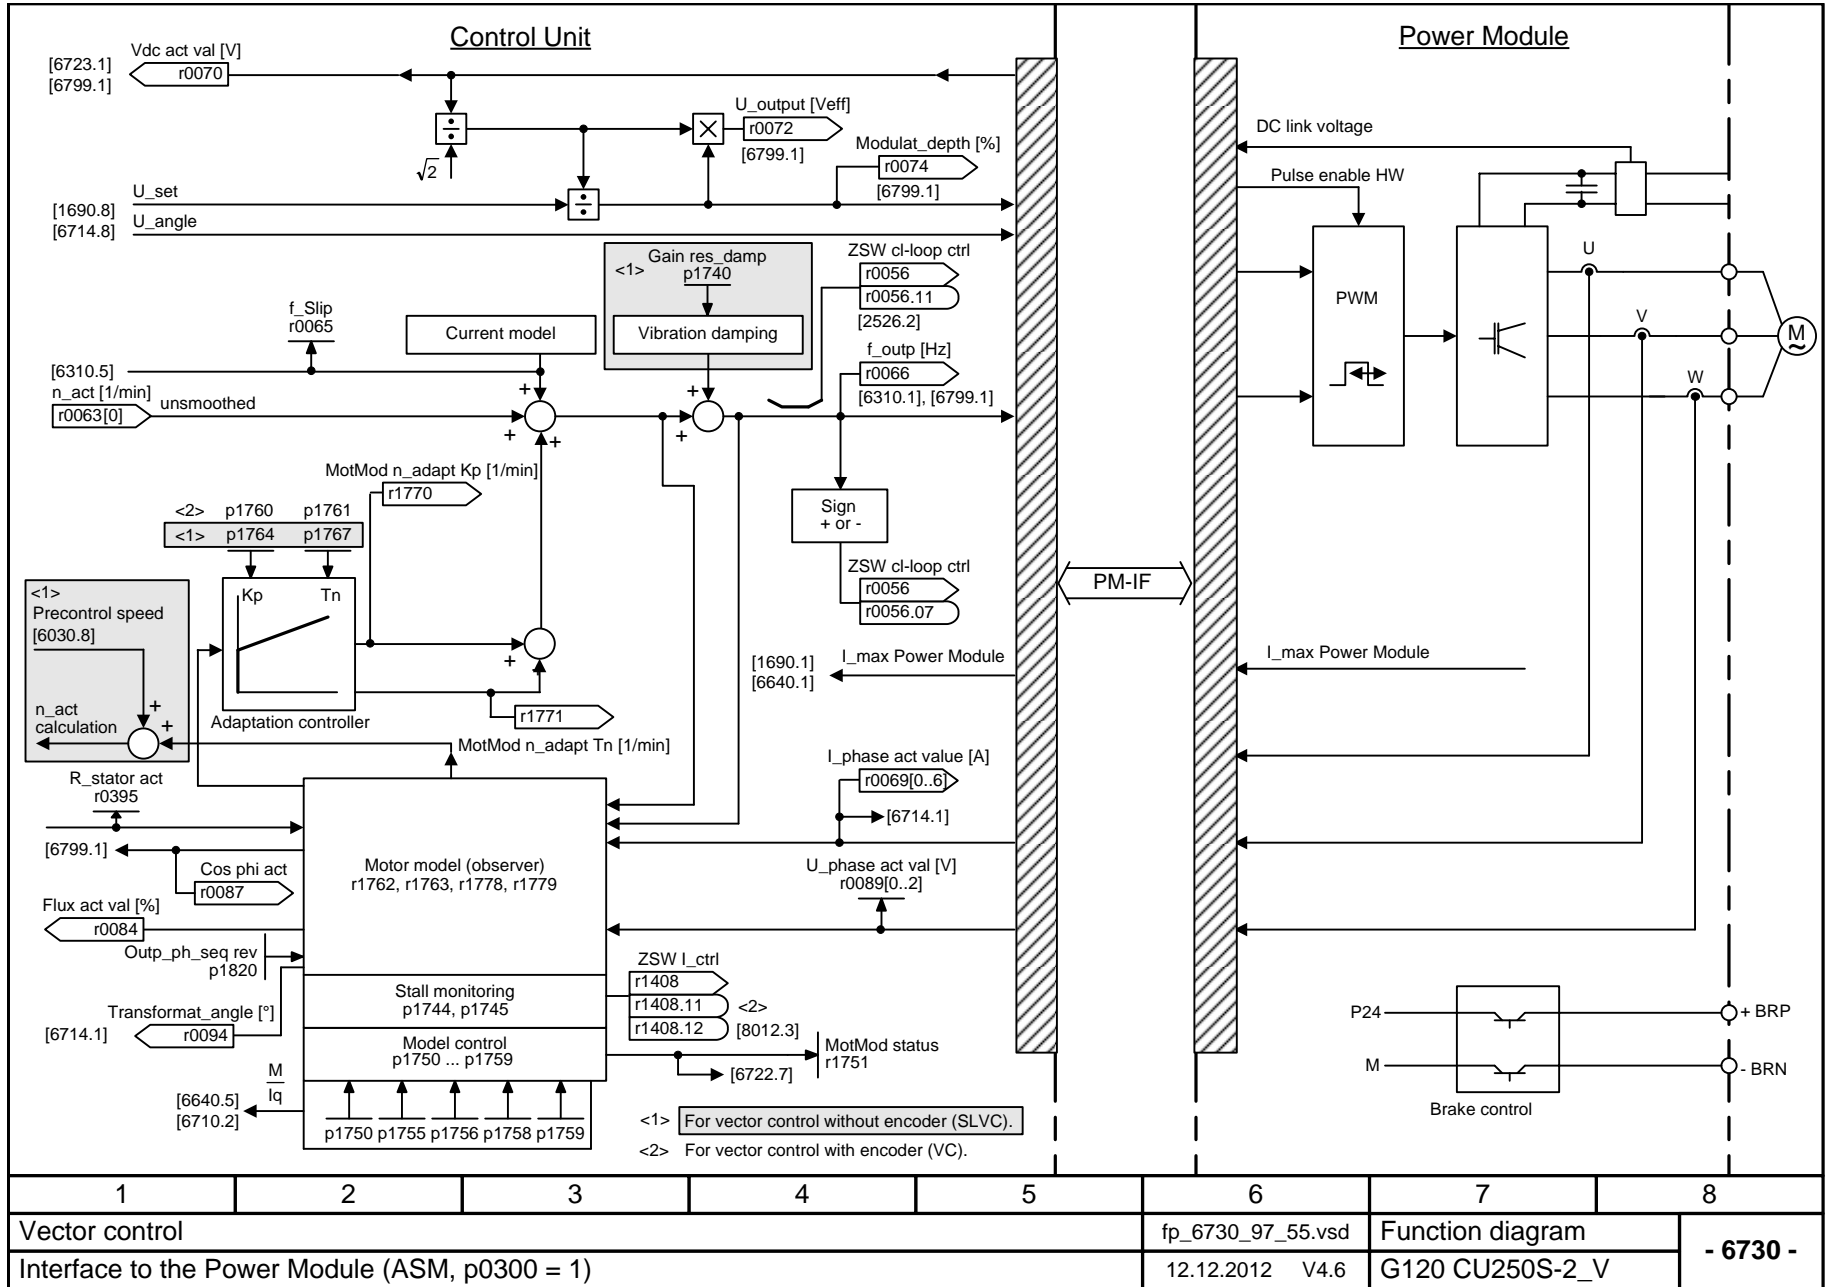 Control Unit
Power Module
Vdc act val [V]
[6723.1]
[6799.1]
r0070
÷
√2
×
U_output [Veff]
r0072
[6799.1]
Modulat_depth [%]
r0074
[6799.1]
÷
U_set
[1690.8]
[6714.8]
U_angle
DC link voltage
Pulse enable HW
PWM
U
V
W
M
~
<1>
Gain res_damp
p1740
Vibration damping
ZSW cl-loop ctrl
r0056
r0056.11
[2526.2]
f_Slip
r0065
Current model
f_outp [Hz]
r0066
[6310.1], [6799.1]
[6310.5]
n_act [1/min]
r0063[0]
unsmoothed
+
+
+
+
+
MotMod n_adapt Kp [1/min]
r1770
<2> p1760 p1761
<1> p1764 p1767
Kp Tn
Adaptation controller
Sign
+ or -
ZSW cl-loop ctrl
r0056
r0056.07
PM-IF
<1>
Precontrol speed
[6030.8]
n_act
calculation
+
+
+
+
r1771
MotMod n_adapt Tn [1/min]
[1690.1]
[6640.1]
I_max Power Module
I_max Power Module
I_phase act value [A]
r0069[0..6]
[6714.1]
R_stator act
r0395
[6799.1]
Cos phi act
r0087
Motor model (observer)
r1762, r1763, r1778, r1779
U_phase act val [V]
r0089[0..2]
Flux act val [%]
r0084
Outp_ph_seq rev
p1820
Transformat_angle [°]
[6714.1]
r0094
Stall monitoring
p1744, p1745
ZSW I_ctrl
r1408
r1408.11
r1408.12
<2>
[8012.3]
Model control
p1750 ... p1759
MotMod status
r1751
[6722.7]
M
Iq
[6640.5]
[6710.2]
p1750 p1755 p1756 p1758 p1759
P24
+ BRP
M
- BRN
Brake control
<1> For vector control without encoder (SLVC).
<2> For vector control with encoder (VC).
1 2 3 4 5 6 7 8
Vector control
fp_6730_97_55.vsd
Function diagram
- 6730 -
Interface to the Power Module (ASM, p0300 = 1)
12.12.2012 V4.6
G120 CU250S-2_V